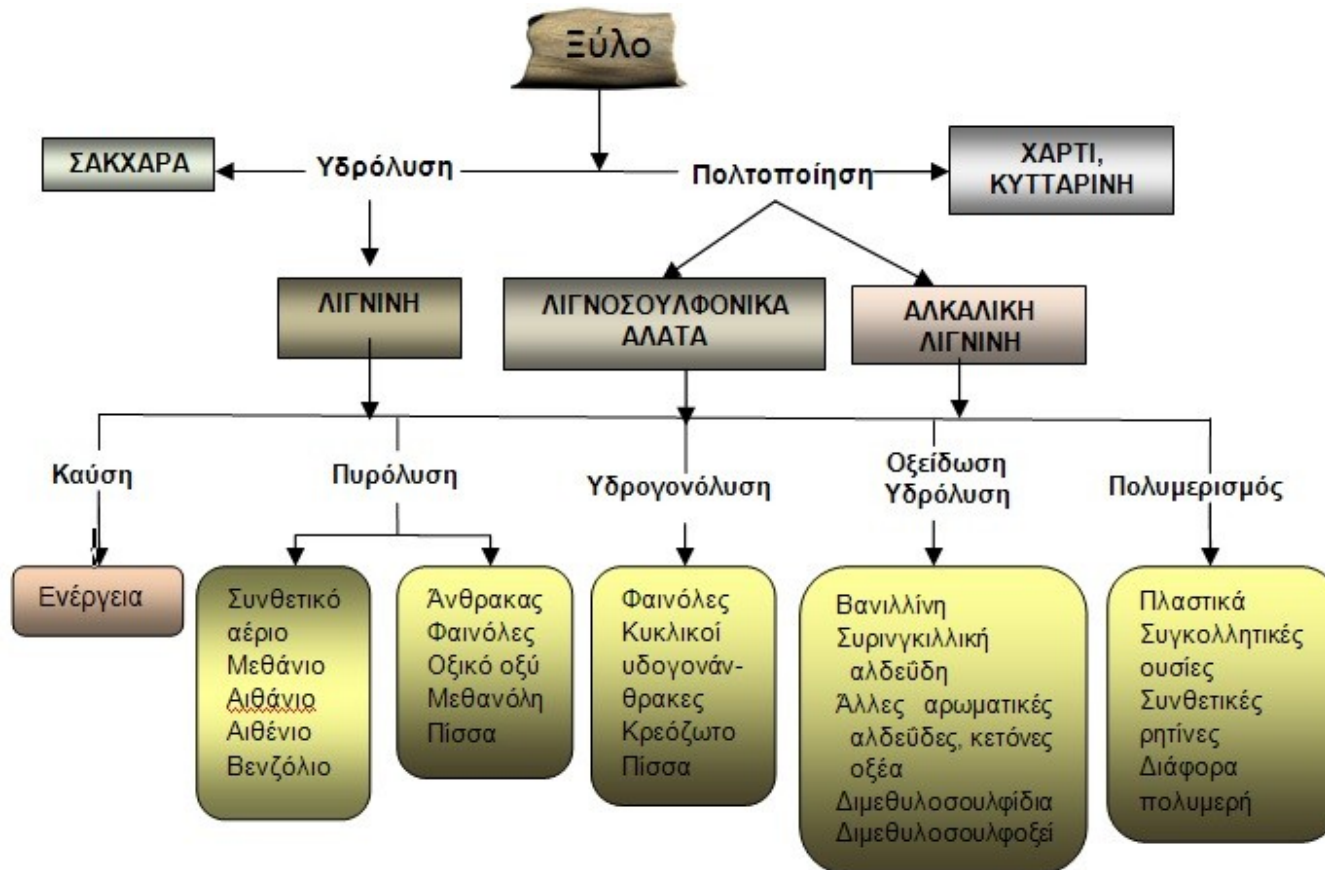 Ξύλο
ΣΑΚΧΑΡΑ
Υδρόλυση
Πολτοποίηση
ΧΑΡΤΙ,
ΚΥΤΤΑΡΙΝΗ
ΛΙΓΝΙΝΗ
ΛΙΓΝΟΣΟΥΛΦΟΝΙΚΑ
ΑΛΑΤΑ
ΑΛΚΑΛΙΚΗ
ΛΙΓΝΙΝΗ
Καύση
Πυρόλυση
Υδρογονόλυση
Οξείδωση
Υδρόλυση
Πολυμερισμός
Ενέργεια
Συνθετικό
αέριο
Μεθάνιο
Αιθάνιο
Αιθένιο
Βενζόλιο
Άνθρακας
Φαινόλες
Οξικό οξύ
Μεθανόλη
Πίσσα
Φαινόλες
Κυκλικοί
υδογονάν-
θρακες
Κρεόζωτο
Πίσσα
Βανιλλίνη
Συρινγκιλλική
αλδεΰδη
Άλλες αρωματικές
αλδεΰδες, κετόνες
οξέα
Διμεθυλοσουλφίδια
Διμεθυλοσουλφοξεί
Πλαστικά
Συγκολλητικές
ουσίες
Συνθετικές
ρητίνες
Διάφορα
πολυμερή